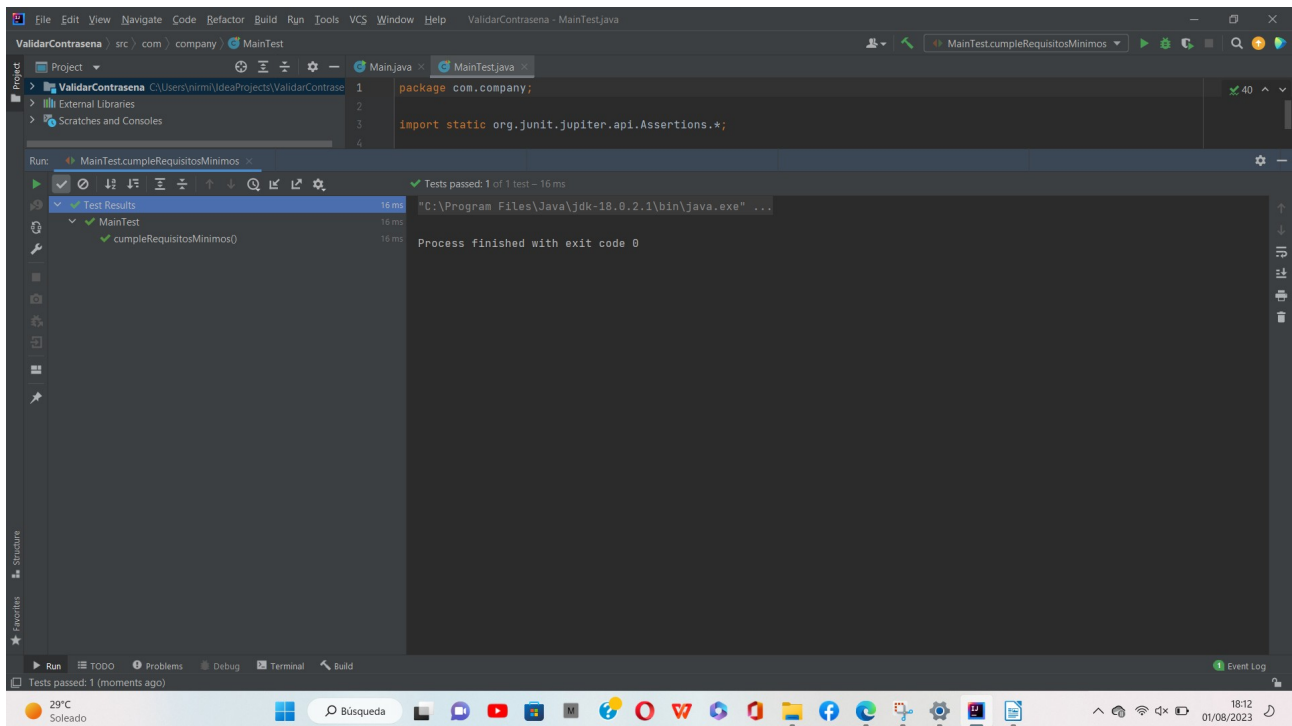 File Edit View Navigate Code Refactor Build Run Tools VCS Window Help ValidarContrasena - MainTest.java
ValidarContrasena src com company MainTest MainTest.cumpleRequisitosMinimos
Project Project Main.java MainTest.java
ValidarContrasena C:\Users\nirmi\IdeaProjects\ValidarContrase 1 package com.company; 40
External Libraries 2
Scratches and Consoles 3 import static org.junit.jupiter.api.Assertions.*;
4
Run: MainTest.cumpleRequisitosMinimos
Tests passed: 1 of 1 test – 16 ms
Test Results 16 ms "C:\Program Files\Java\jdk-18.0.2.1\bin\java.exe" ...
MainTest 16 ms
cumpleRequisitosMinimos() 16 ms Process finished with exit code 0
Structure
Favorites
Run TODO Problems Debug Terminal Build 1 Event Log
Tests passed: 1 (moments ago)
29°C
Soleado
Búsqueda
18:12
01/08/2023